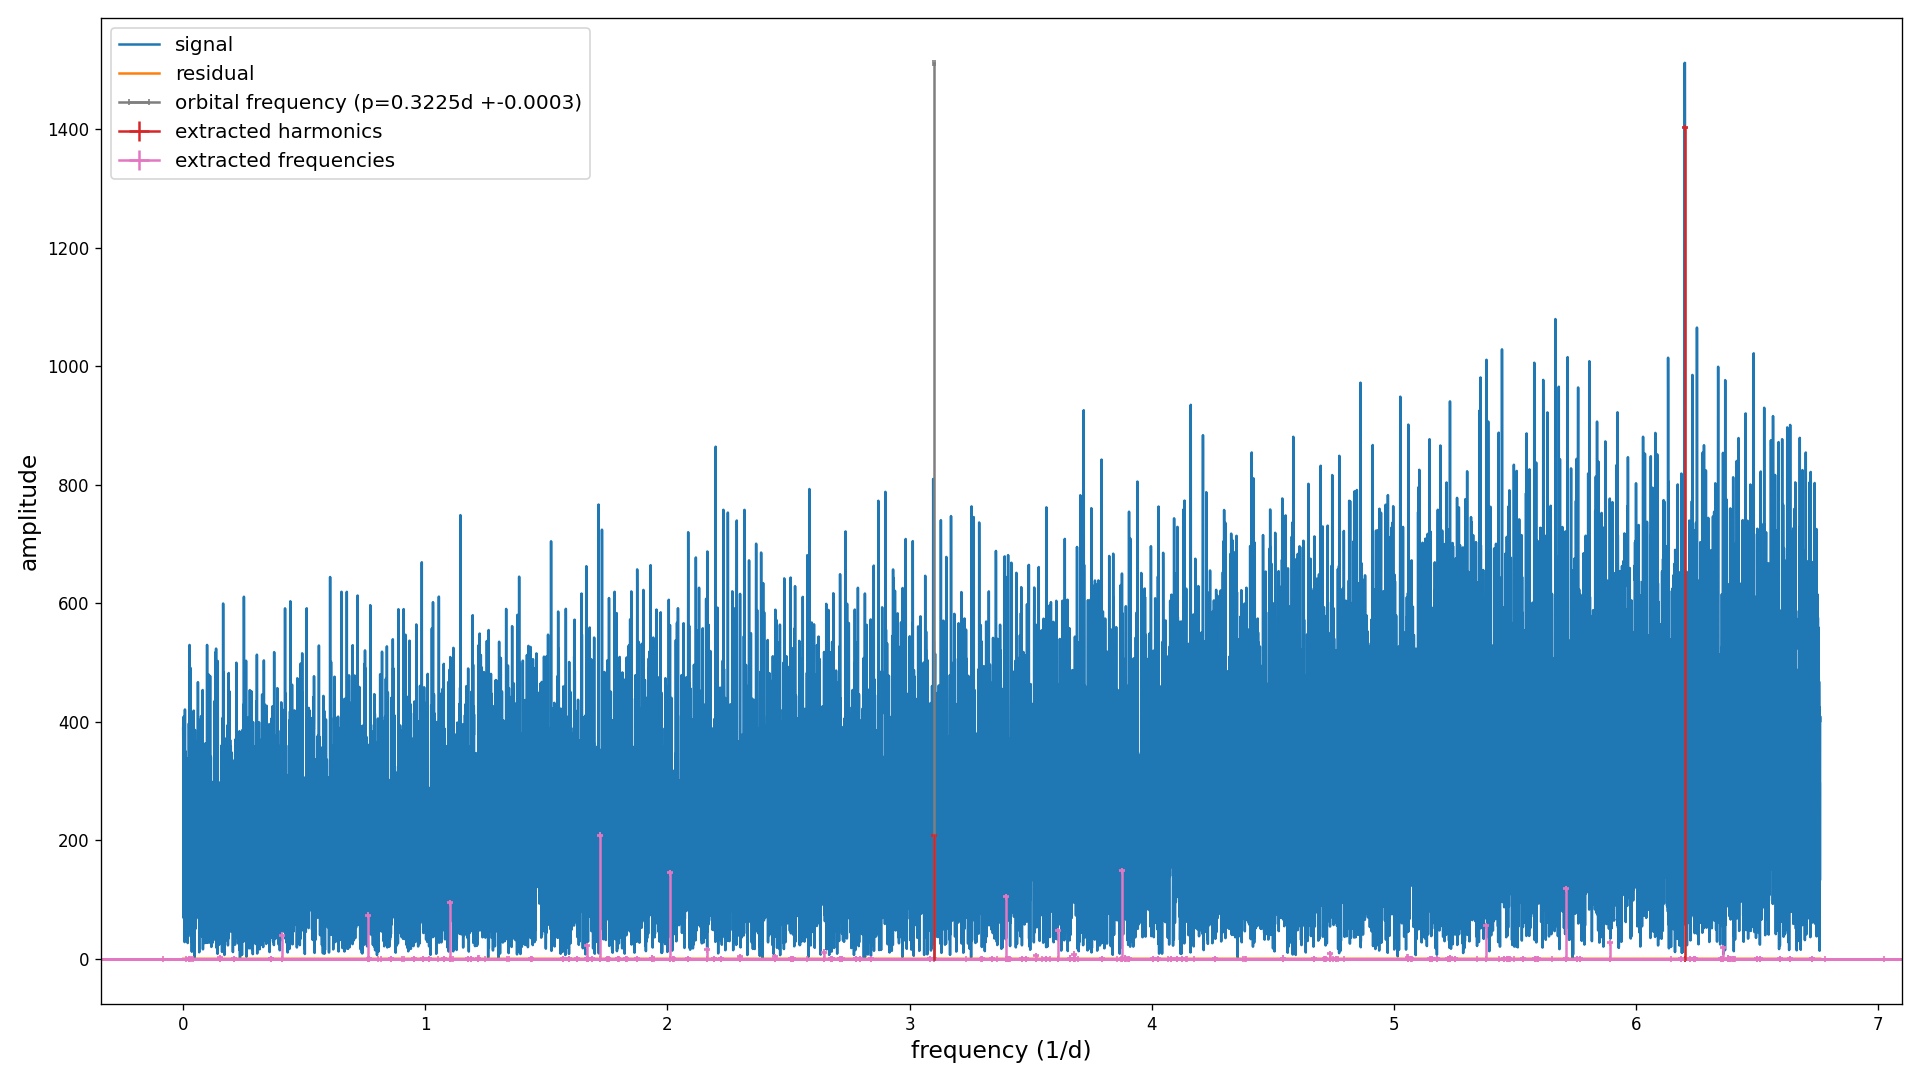 signal
residual
orbital frequency (p=0.3225d +-0.0003)
extracted harmonics
extracted frequencies
1400
1200
1000
800
600
400
200
0
amplitude
0 1 2 3 4 5 6 7
frequency (1/d)